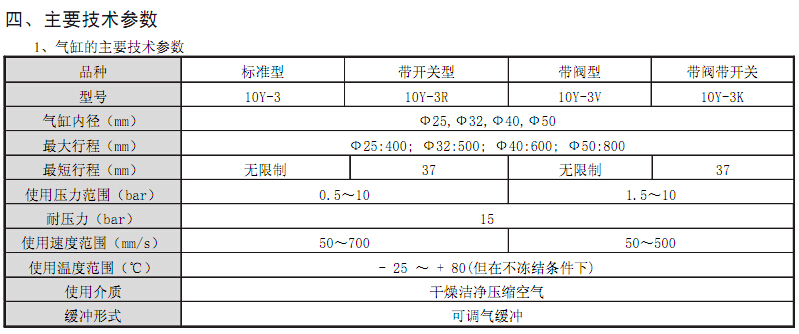 四、主要技术参数
1、气缸的主要技术参数
品种 标准型 带开关型 带阀型 带阀带开关
型号 10Y-3 10Y-3R 10Y-3V 10Y-3K
气缸内径（mm） Φ25,Φ32,Φ40,Φ50
最大行程（mm） Φ25:400; Φ32:500; Φ40:600; Φ50:800
最短行程（mm） 无限制 37 无限制 37
使用压力范围（bar） 0.5～10 1.5～10
耐压力（bar） 15
使用速度范围（mm/s） 50～700 50～500
使用温度范围（℃） - 25 ～ + 80(但在不冻结条件下)
使用介质 干燥洁净压缩空气
缓冲形式 可调气缓冲